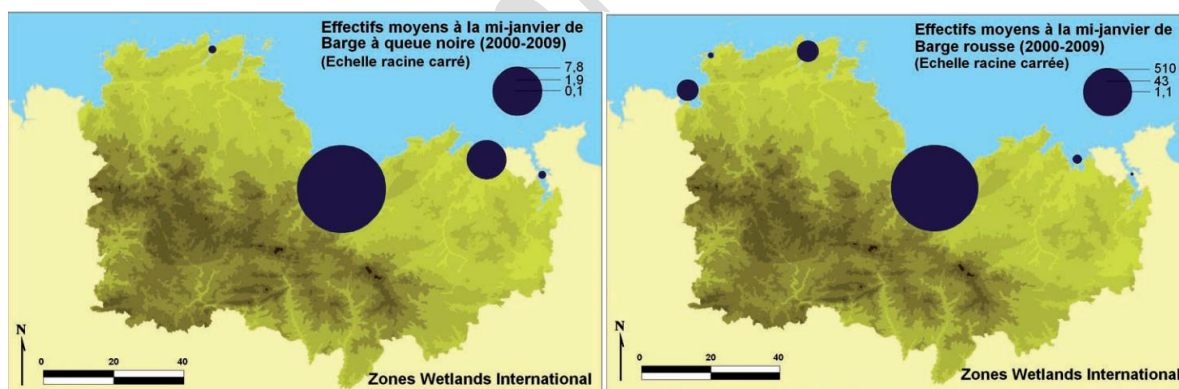 Effectifs moyens à la mi-janvier de
Barge à queue noire (2000-2009)
(Echelle racine carré)
7,8
1,9
0,1
N
0 20 40
Zones Wetlands International
Effectifs moyens à la mi-janvier de
Barge rousse (2000-2009)
(Echelle racine carrée)
510
43
1,1
N
0 20 40
Zones Wetlands International